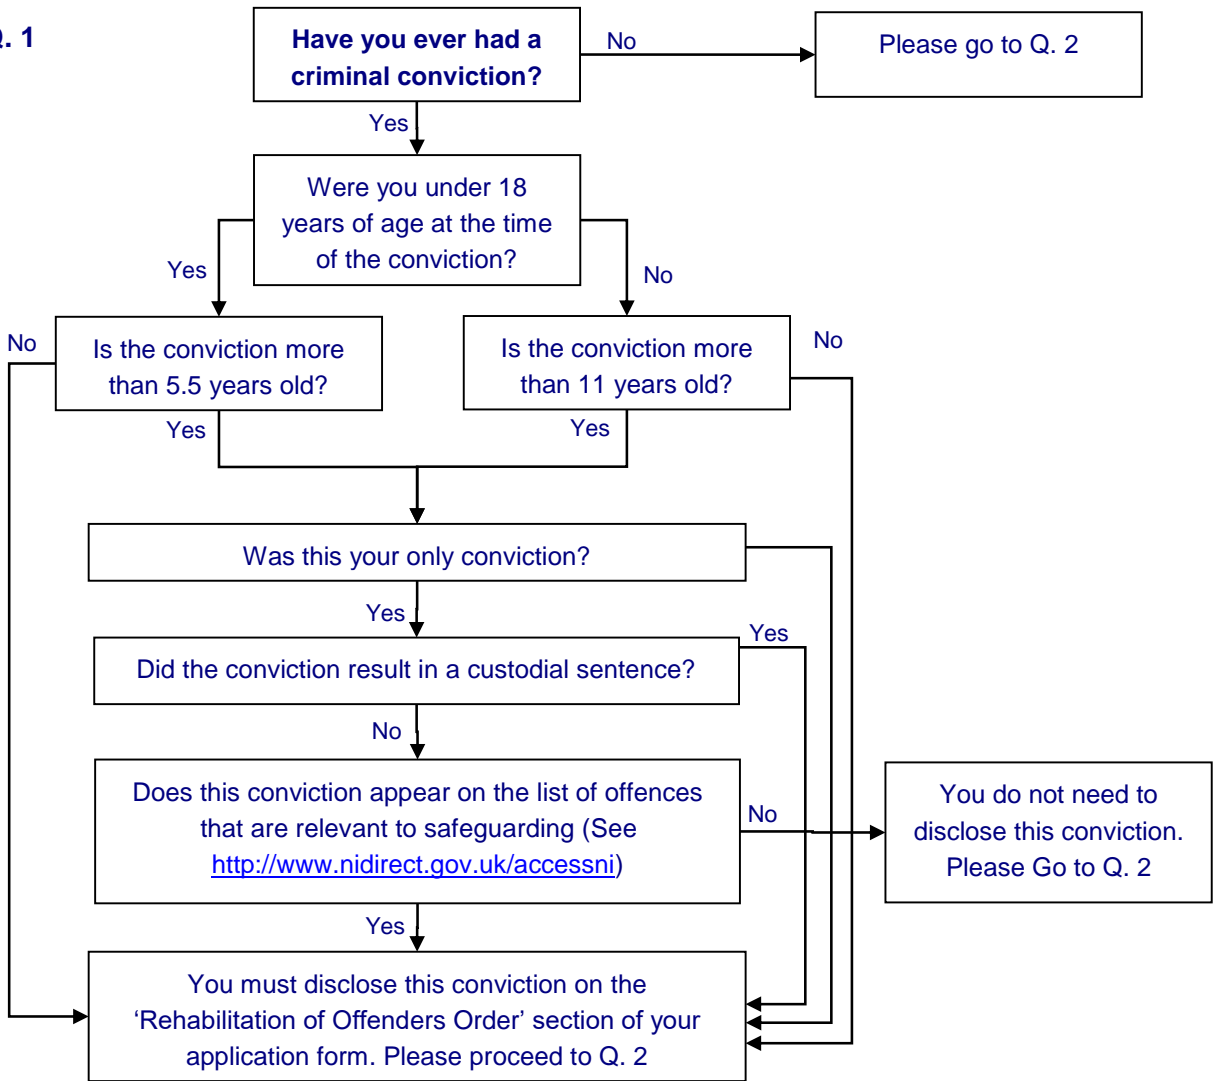 Q. 1
Have you ever had a
criminal conviction?
No
Please go to Q. 2
Yes
Were you under 18
years of age at the time
of the conviction?
Yes
No
No
Is the conviction more
than 5.5 years old?
Is the conviction more
than 11 years old?
No
Yes
Yes
Was this your only conviction?
Yes
Yes
Did the conviction result in a custodial sentence?
No
Does this conviction appear on the list of offences
that are relevant to safeguarding (See
http://www.nidirect.gov.uk/accessni)
No
You do not need to
disclose this conviction.
Please Go to Q. 2
Yes
You must disclose this conviction on the
‘Rehabilitation of Offenders Order’ section of your
application form. Please proceed to Q. 2